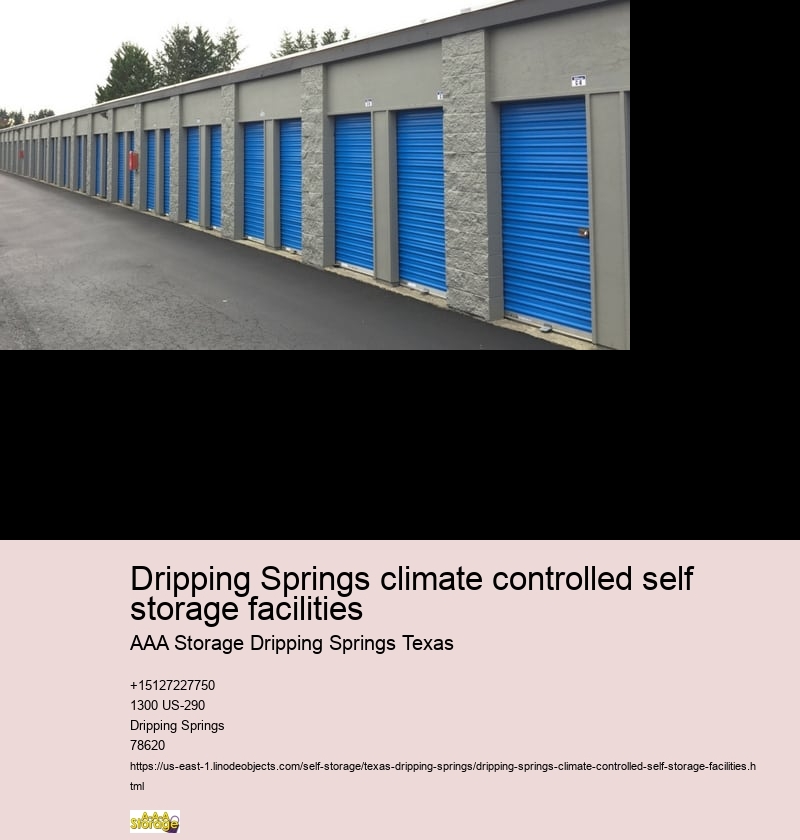 Dripping Springs climate controlled self
storage facilities
AAA Storage Dripping Springs Texas
+15127227750
1300 US-290
Dripping Springs
78620
https://us-east-1.linodeobjects.com/self-storage/texas-dripping-springs/dripping-springs-climate-controlled-self-storage-facilities.h
tml
AAA
storage